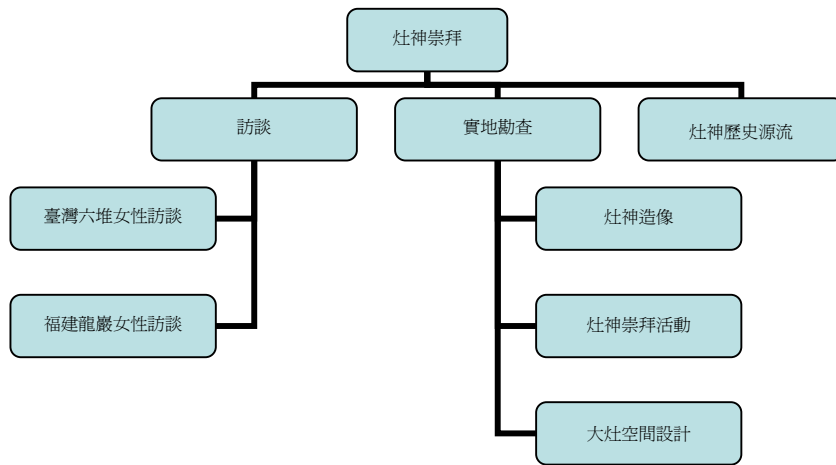 灶神崇拜
訪談
實地勘查
灶神歷史源流
臺灣六堆女性訪談
灶神造像
福建龍巖女性訪談
灶神崇拜活動
大灶空間設計